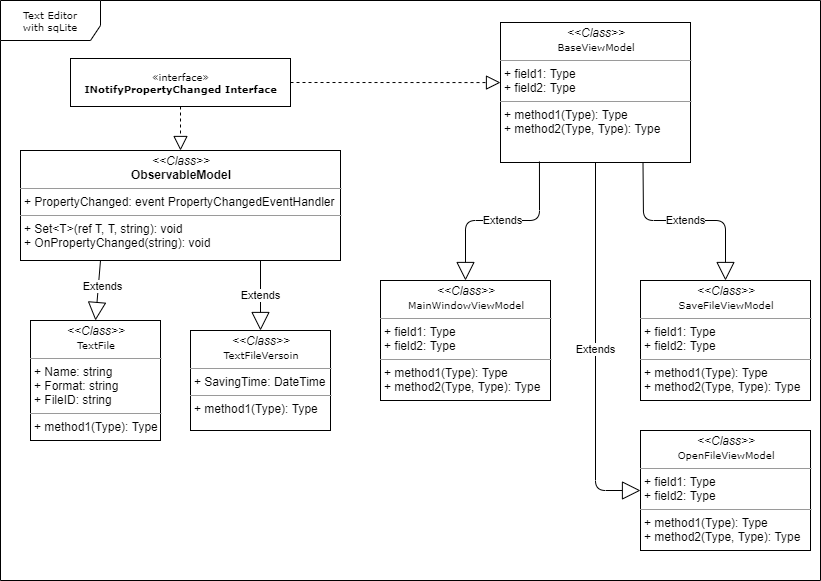 Text Editor
with sqLite
«interface»
INotifyPropertyChanged Interface
<<Class>>
BaseViewModel
+ field1: Type
+ field2: Type
+ method1(Type): Type
+ method2(Type, Type): Type
<<Class>>
ObservableModel
+ PropertyChanged: event PropertyChangedEventHandler
+ Set<T>(ref T, T, string): void
+ OnPropertyChanged(string): void
Extends
Extends
Extends
Extends
Extends
<<Class>>
TextFile
+ Name: string
+ Format: string
+ FileID: string
+ method1(Type): Type
<<Class>>
TextFileVersoin
+ SavingTime: DateTime
+ method1(Type): Type
<<Class>>
MainWindowViewModel
+ field1: Type
+ field2: Type
+ method1(Type): Type
+ method2(Type, Type): Type
<<Class>>
SaveFileViewModel
+ field1: Type
+ field2: Type
+ method1(Type): Type
+ method2(Type, Type): Type
<<Class>>
OpenFileViewModel
+ field1: Type
+ field2: Type
+ method1(Type): Type
+ method2(Type, Type): Type